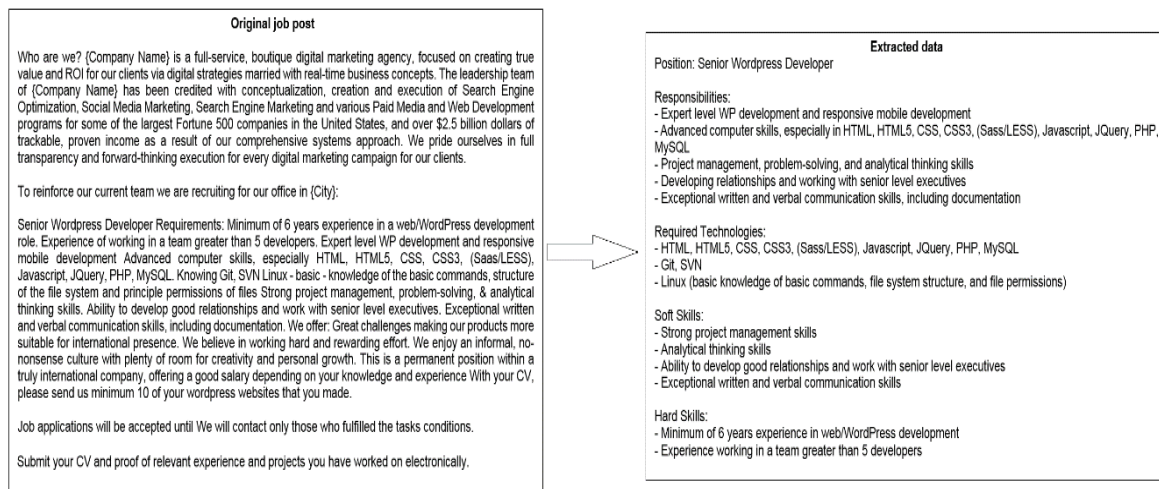 Original job post
Who are we? {Company Name} is a full-service, boutique digital marketing agency, focused on creating true
value and ROI for our clients via digital strategies married with real-time business concepts. The leadership team
of {Company Name} has been credited with conceptualization, creation and execution of Search Engine
Optimization, Social Media Marketing, Search Engine Marketing and various Paid Media and Web Development
programs for some of the largest Fortune 500 companies in the United States, and over $2.5 billion dollars of
trackable, proven income as a result of our comprehensive systems approach. We pride ourselves in full
transparency and forward-thinking execution for every digital marketing campaign for our clients.
To reinforce our current team we are recruiting for our office in {City}:
Senior Wordpress Developer Requirements: Minimum of 6 years experience in a web/WordPress development
role. Experience of working in a team greater than 5 developers. Expert level WP development and responsive
mobile development Advanced computer skills, especially HTML, HTML5, CSS, CSS3, (Saas/LESS),
Javascript, JQuery, PHP, MySQL. Knowing Git, SVN Linux - basic - knowledge of the basic commands, structure
of the file system and principle permissions of files Strong project management, problem-solving, & analytical
thinking skills. Ability to develop good relationships and work with senior level executives. Exceptional written
and verbal communication skills, including documentation. We offer: Great challenges making our products more
suitable for international presence. We believe in working hard and rewarding effort. We enjoy an informal, no-
nonsense culture with plenty of room for creativity and personal growth. This is a permanent position within a
truly international company, offering a good salary depending on your knowledge and experience With your CV,
please send us minimum 10 of your wordpress websites that you made.
Job applications will be accepted until We will contact only those who fulfilled the tasks conditions.
Submit your CV and proof of relevant experience and projects you have worked on electronically.
Extracted data
Position: Senior Wordpress Developer
Responsibilities:
- Expert level WP development and responsive mobile development
- Advanced computer skills, especially in HTML, HTML5, CSS, CSS3, (Sass/LESS), Javascript, JQuery, PHP,
MySQL
- Project management, problem-solving, and analytical thinking skills
- Developing relationships and working with senior level executives
- Exceptional written and verbal communication skills, including documentation
Required Technologies:
- HTML, HTML5, CSS, CSS3, (Sass/LESS), Javascript, JQuery, PHP, MySQL
- Git, SVN
- Linux (basic knowledge of basic commands, file system structure, and file permissions)
Soft Skills:
- Strong project management skills
- Analytical thinking skills
- Ability to develop good relationships and work with senior level executives
- Exceptional written and verbal communication skills
Hard Skills:
- Minimum of 6 years experience in web/WordPress development
- Experience working in a team greater than 5 developers